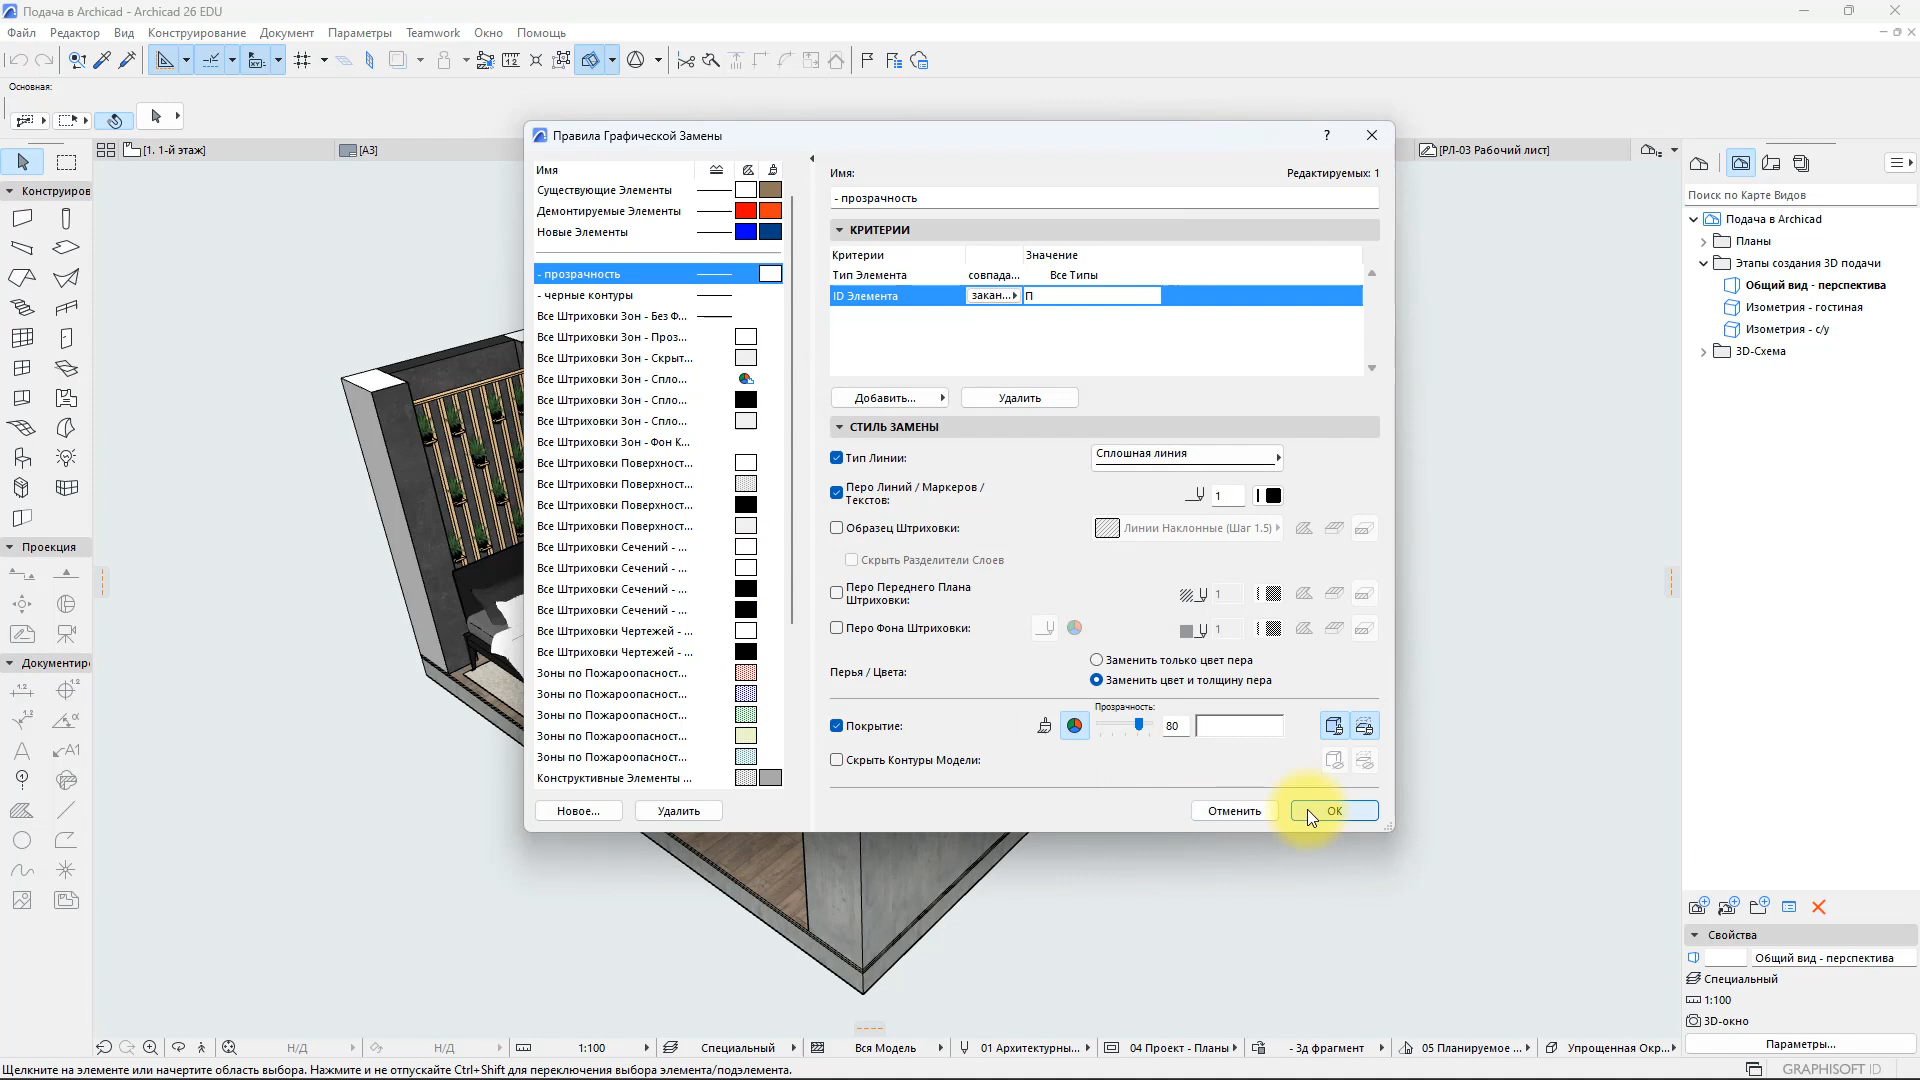 Подача в Archicad - Archicad 26 EDU
Файл Редактор Вид Конструирование Документ Параметры Teamwork Окно Помощь
Основная:
[1. 1-й этаж]
[A3]
[РЛ-03 Рабочий лист]
Конструиров
Проекция
Документир
Правила Графической Замены
Имя
Существующие Элементы
Демонтируемые Элементы
Новые Элементы
- прозрачность
- черные контуры
Все Штриховки Зон - Без Ф...
Все Штриховки Зон - Проз...
Все Штриховки Зон - Скрыт...
Все Штриховки Зон - Спло...
Все Штриховки Зон - Спло...
Все Штриховки Зон - Спло...
Все Штриховки Зон - Фон К...
Все Штриховки Поверхност...
Все Штриховки Поверхност...
Все Штриховки Поверхност...
Все Штриховки Поверхност...
Все Штриховки Сечений - ...
Все Штриховки Сечений - ...
Все Штриховки Сечений - ...
Все Штриховки Сечений - ...
Все Штриховки Чертежей - ...
Все Штриховки Чертежей - ...
Зоны по Пожароопасност...
Зоны по Пожароопасност...
Зоны по Пожароопасност...
Зоны по Пожароопасност...
Зоны по Пожароопасност...
Конструктивные Элементы ...
Новое...
Удалить
Имя:
Редактируемых: 1
- прозрачность
КРИТЕРИИ
Критерии Значение
Тип Элемента совпада... Все Типы
ID Элемента закан... П
Добавить...
Удалить
СТИЛЬ ЗАМЕНЫ
Тип Линии:
Сплошная линия
Перо Линий / Маркеров /
Текстов:
1
Образец Штриховки:
Линии Наклонные (Шаг 1.5)
Скрыть Разделители Слоев
Перо Переднего Плана
Штриховки:
1
Перо Фона Штриховки:
1
Перья / Цвета:
Заменить только цвет пера
Заменить цвет и толщину пера
Покрытие:
Прозрачность:
80
Скрыть Контуры Модели:
Отменить
OK
Поиск по Карте Видов
Подача в Archicad
Планы
Этапы создания 3D подачи
Общий вид - перспектива
Изометрия - гостиная
Изометрия - с/у
3D-Схема
Свойства
Общий вид - перспектива
Специальный
1:100
3D-окно
Параметры...
Н/Д
Н/Д
1:100
Специальный
Вся Модель
01 Архитектурны...
04 Проект - Планы
- 3д фрагмент
05 Планируемое ...
Упрощенная Окр...
Щелкните на элементе или начертите область выбора. Нажмите и не отпускайте Ctrl+Shift для переключения выбора элемента/подэлемента.
GRAPHISOFT ID